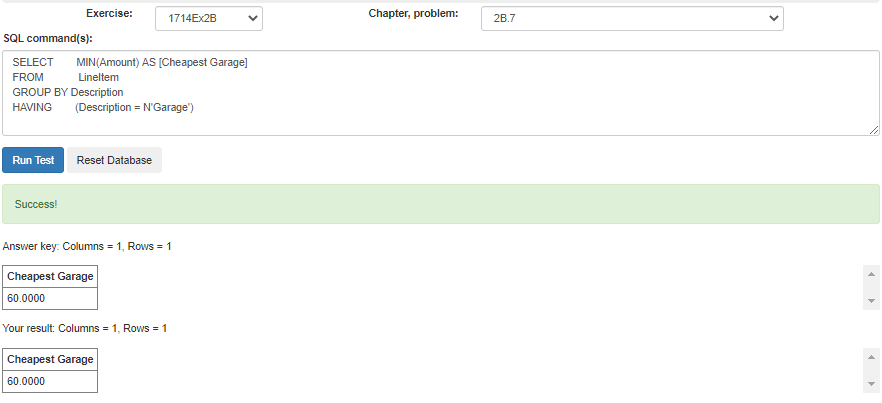 Exercise: 1714Ex2B Chapter, problem: 2B.7
SQL command(s):
SELECT MIN(Amount) AS [Cheapest Garage]
FROM LineItem
GROUP BY Description
HAVING (Description = N'Garage')
Run Test Reset Database
Success!
Answer key: Columns = 1, Rows = 1
Cheapest Garage
60.0000
Your result: Columns = 1, Rows = 1
Cheapest Garage
60.0000